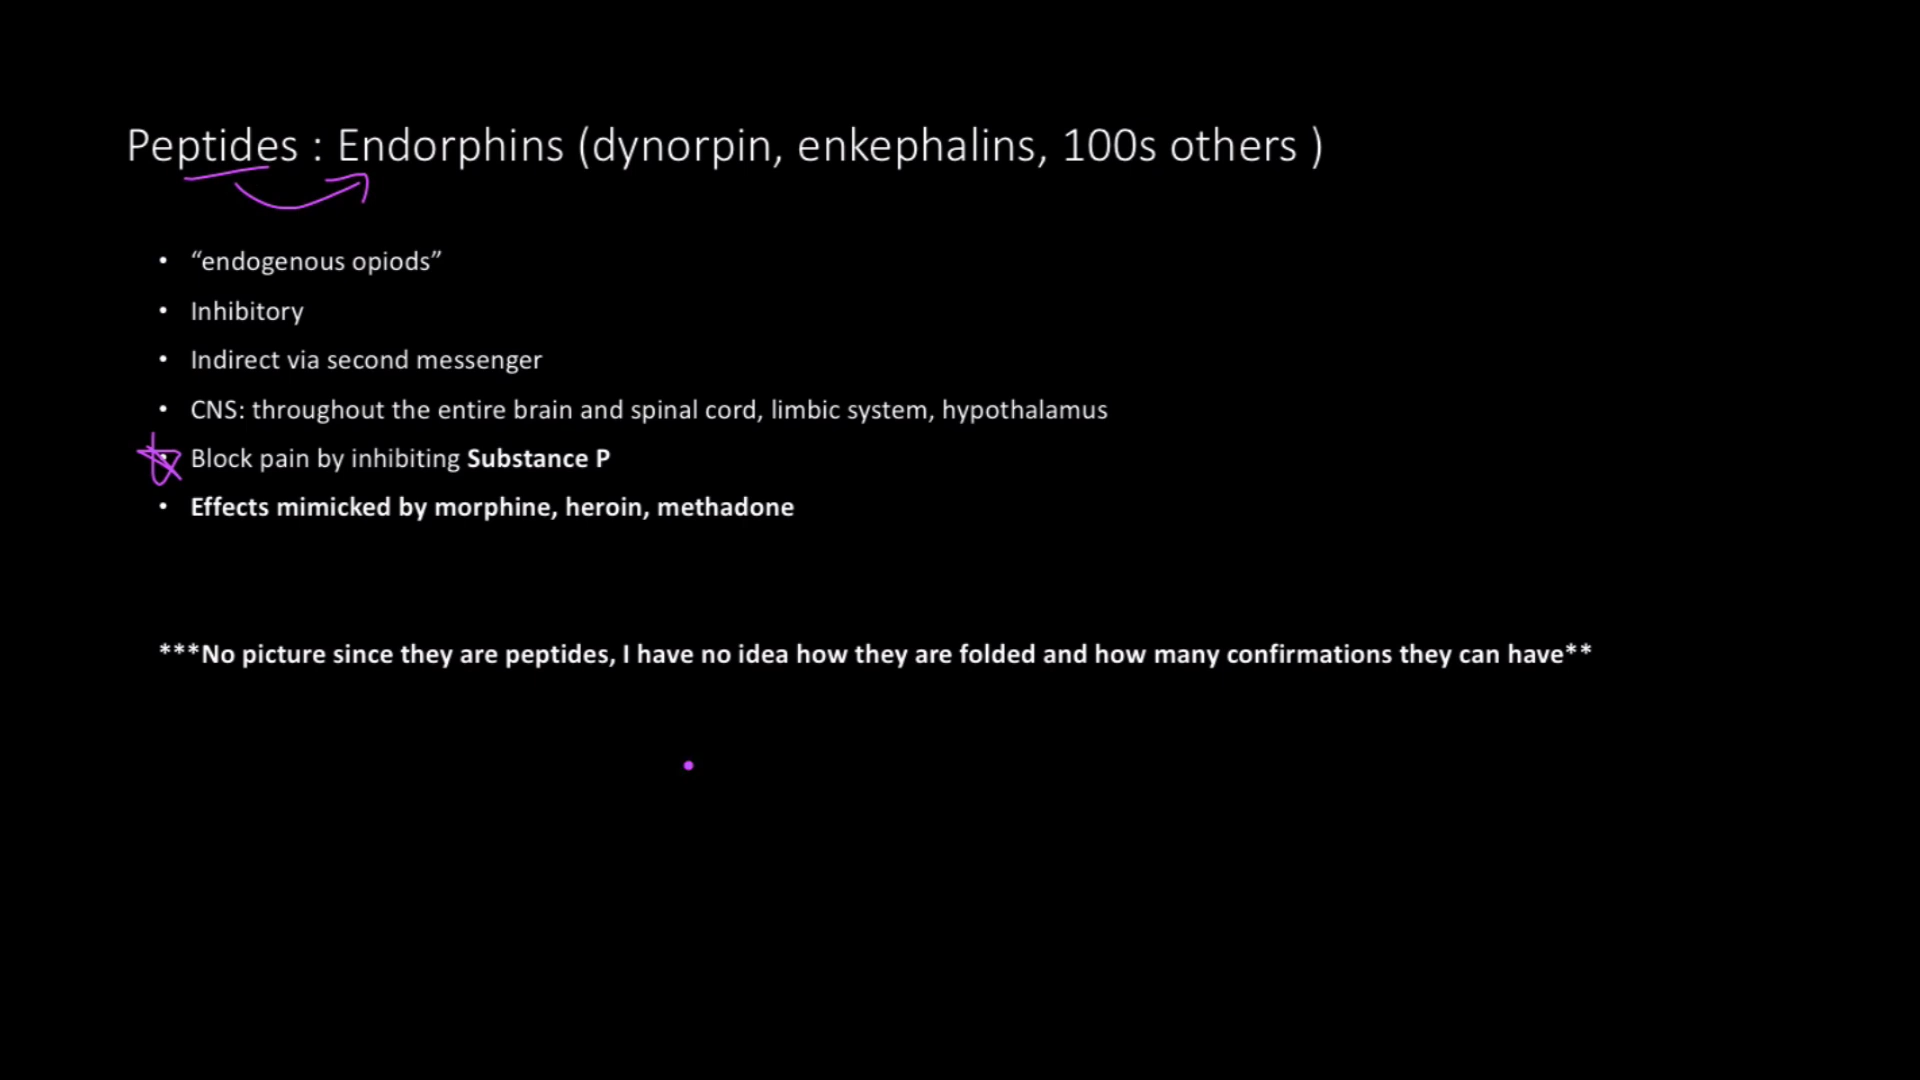 Peptides : Endorphins (dynorpin, enkephalins, 100s others )
• “endogenous opiods”
• Inhibitory
• Indirect via second messenger
• CNS: throughout the entire brain and spinal cord, limbic system, hypothalamus
• Block pain by inhibiting Substance P
• Effects mimicked by morphine, heroin, methadone
***No picture since they are peptides, I have no idea how they are folded and how many confirmations they can have**